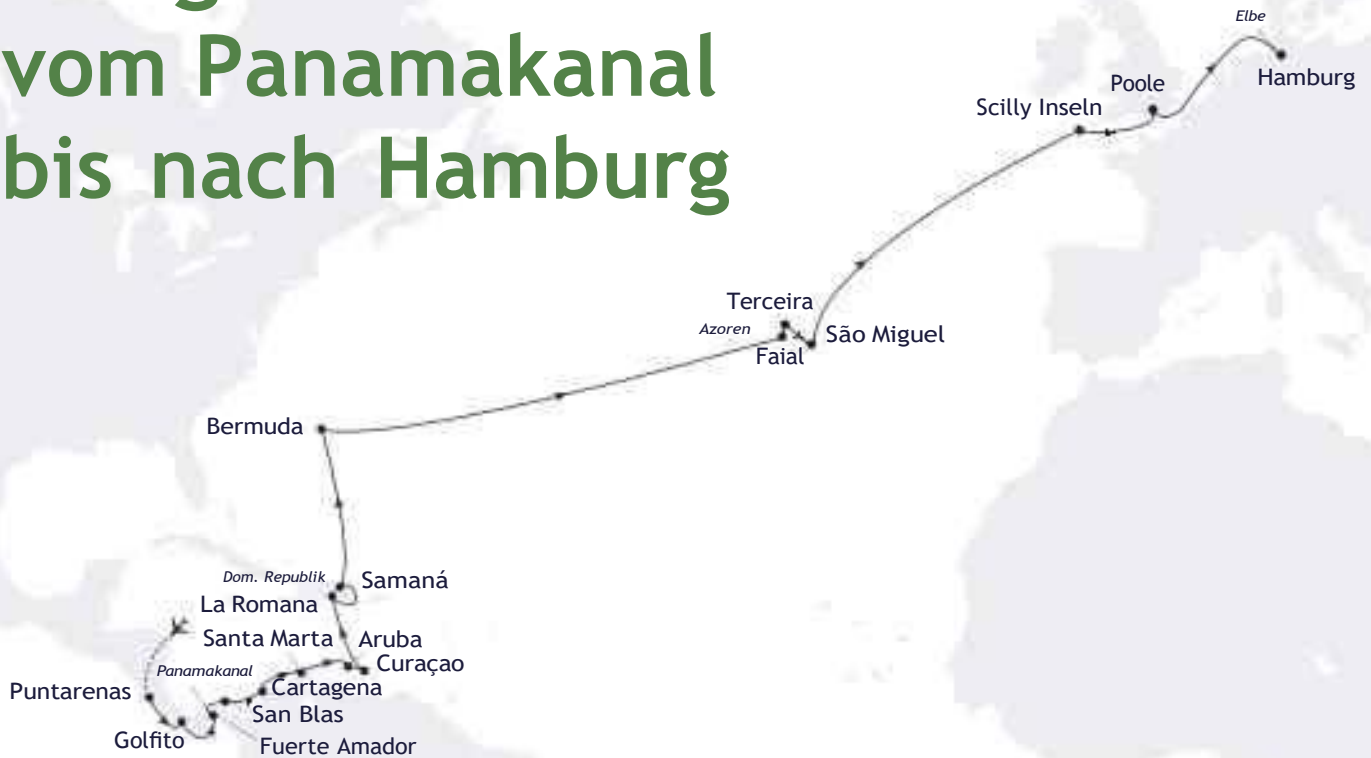 vom Panamakanal
bis nach Hamburg
Elbe
Hamburg
Poole
Scilly Inseln
Terceira
Azoren
São Miguel
Faial
Bermuda
Dom. Republik
Samaná
La Romana
Santa Marta
Aruba
Curaçao
Panamakanal
Puntarenas
Cartagena
San Blas
Golfito
Fuerte Amador